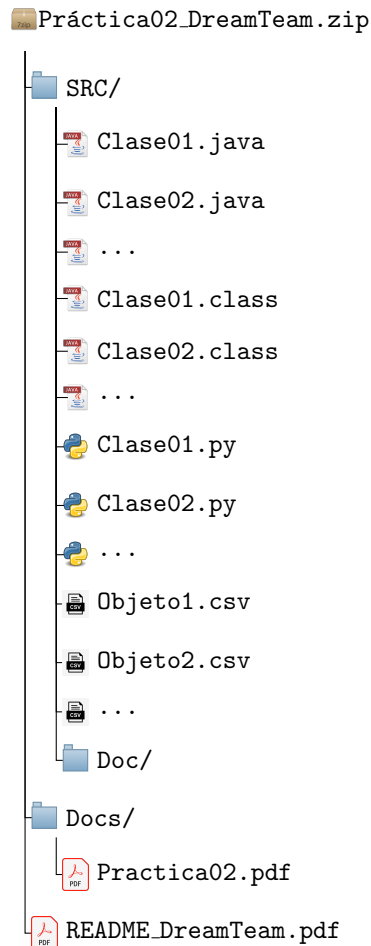 Práctica02_DreamTeam.zip
SRC/
Clase01.java
Clase02.java
...
Clase01.class
Clase02.class
...
Clase01.py
Clase02.py
...
Objeto1.csv
Objeto2.csv
...
Doc/
Docs/
Practica02.pdf
README_DreamTeam.pdf